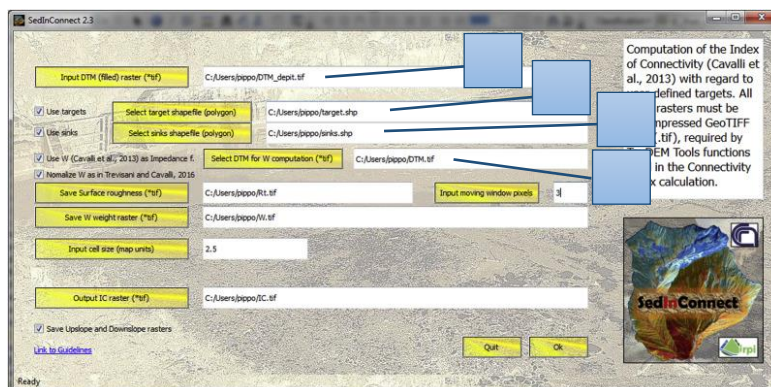 SedInConnect 2.3
Input DTM (filled) raster (*tif)
C:/Users/pippo/DTM_depit.tif
Use targets
Select target shapefile (polygon)
C:/Users/pippo/target.shp
Use sinks
Select sinks shapefile (polygon)
C:/Users/pippo/sinks.shp
Use W (Cavalli et al., 2013) as Impedance f.
Select DTM for W computation (*tif)
C:/Users/pippo/DTM.tif
Nomalize W as in Trevisani and Cavalli, 2016
Save Surface roughness (*tif)
C:/Users/pippo/Rt.tif
Input moving window pixels
3
Save W weight raster (*tif)
C:/Users/pippo/W.tif
Input cell size (map units)
2.5
Output IC raster (*tif)
C:/Users/pippo/IC.tif
Save Upslope and Downslope rasters
Link to Guidelines
Quit
Ok
Ready
Computation of the Index
of Connectivity (Cavalli et
al., 2013) with regard to
defined targets. All
rasters must be
GeoTIFF
.tif), required by
DEM Tools functions
in the Connectivity
calculation.
SedInConnect
irpi